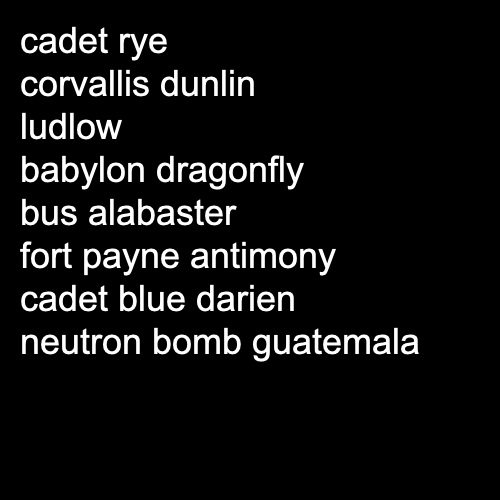 cadet rye
corvallis dunlin
ludlow
babylon dragonfly
bus alabaster
fort payne antimony
cadet blue darien
neutron bomb guatemala